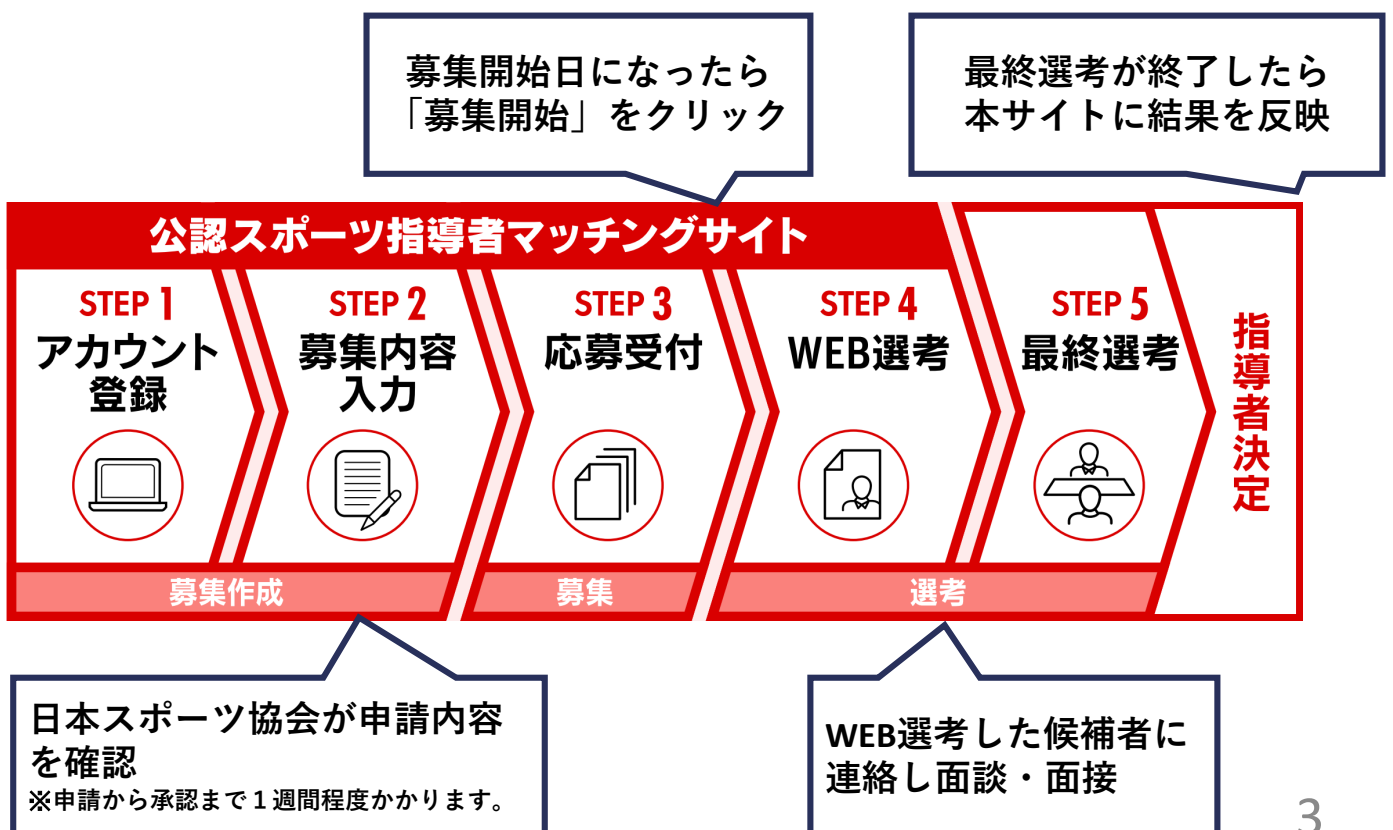 募集開始日になったら
「募集開始」をクリック
最終選考が終了したら
本サイトに結果を反映
公認スポーツ指導者マッチングサイト
STEP 1
アカウント
登録
STEP 2
募集内容
入力
STEP 3
応募受付
STEP 4
WEB選考
STEP 5
最終選考
指導者決定
募集作成
募集
選考
日本スポーツ協会が申請内容
を確認
※申請から承認まで１週間程度かかります。
WEB選考した候補者に
連絡し面談・面接
3